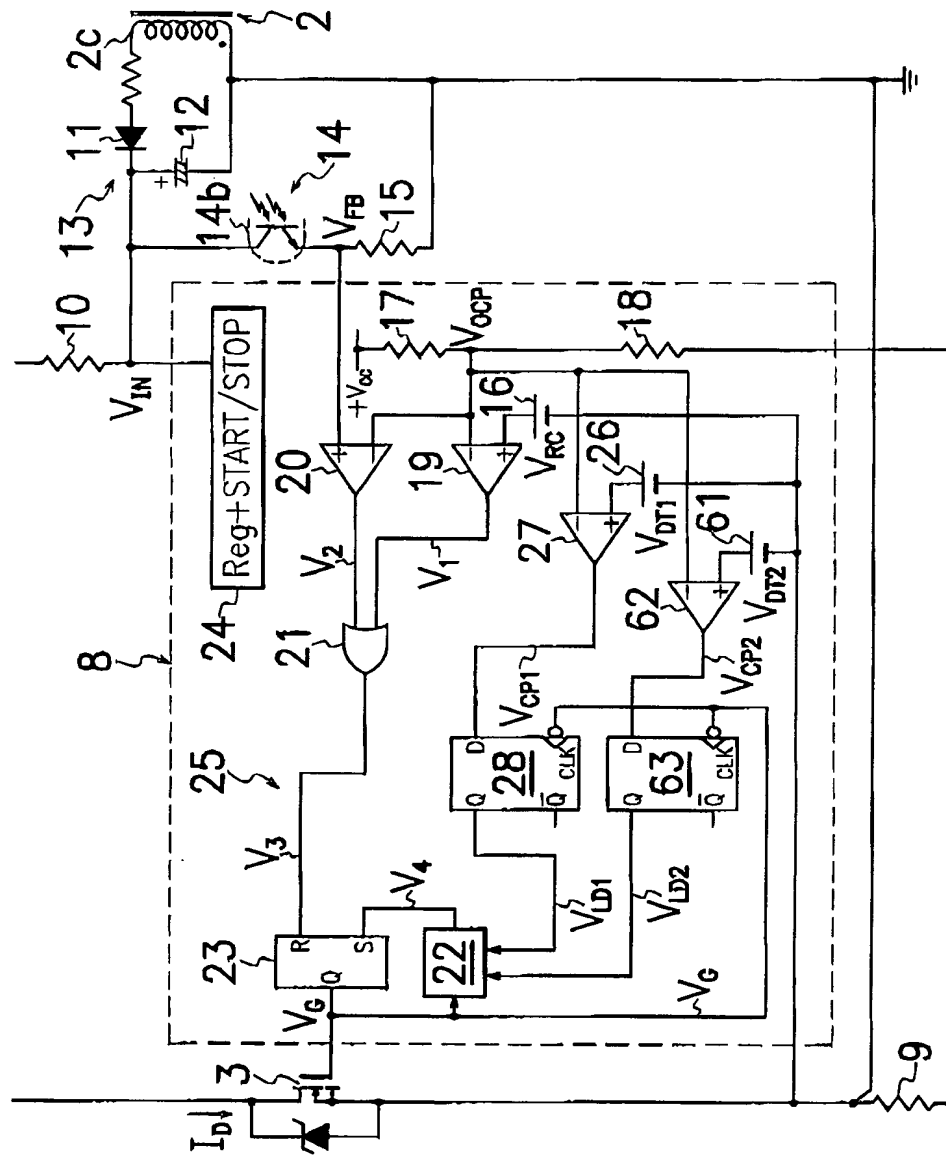 2
2c
11
12
13
+
14
14b
V_FB
15
10
V_IN
24
Reg+START/STOP
8
17
V_OCP
18
+V_CC
+
−
20
V_2
21
−
+
19
V_1
16
V_RC
25
V_3
−
+
27
26
V_DT1
61
−
+
62
V_DT2
V_CP1
V_CP2
D
Q
28
CLK
Q̅
D
Q
63
CLK
Q̅
V_4
23
R
S
Q
22
V_LD1
V_LD2
V_G
V_G
3
I_D
9